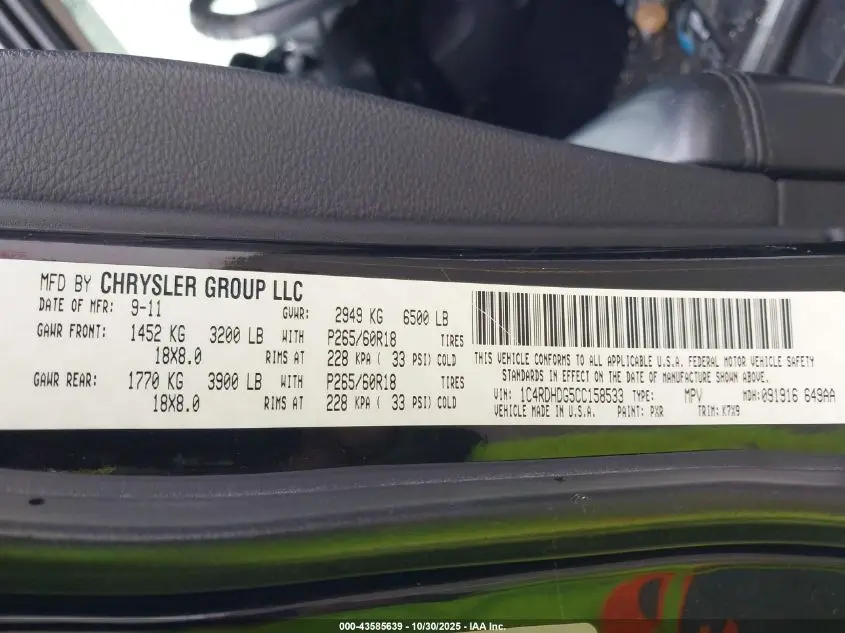 MFD BY CHRYSLER GROUP LLC
DATE OF MFR: 9-11 GVWR: 2949 KG 6500 LB
GAWR FRONT: 1452 KG 3200 LB WITH P265/60R18 TIRES
18X8.0 RIMS AT 228 KPA ( 33 PSI) COLD
GAWR REAR: 1770 KG 3900 LB WITH P265/60R18 TIRES
18X8.0 RIMS AT 228 KPA ( 33 PSI) COLD
THIS VEHICLE CONFORMS TO ALL APPLICABLE U.S.A. FEDERAL MOTOR VEHICLE SAFETY
STANDARDS IN EFFECT ON THE DATE OF MANUFACTURE SHOWN ABOVE.
VIN: 1C4RDHDG5CC158533 TYPE: MPV MDH: 091916 649AA
VEHICLE MADE IN U.S.A. PAINT: PXR TRIM: K7X9
000-43585639 - 10/30/2025 - IAA Inc.